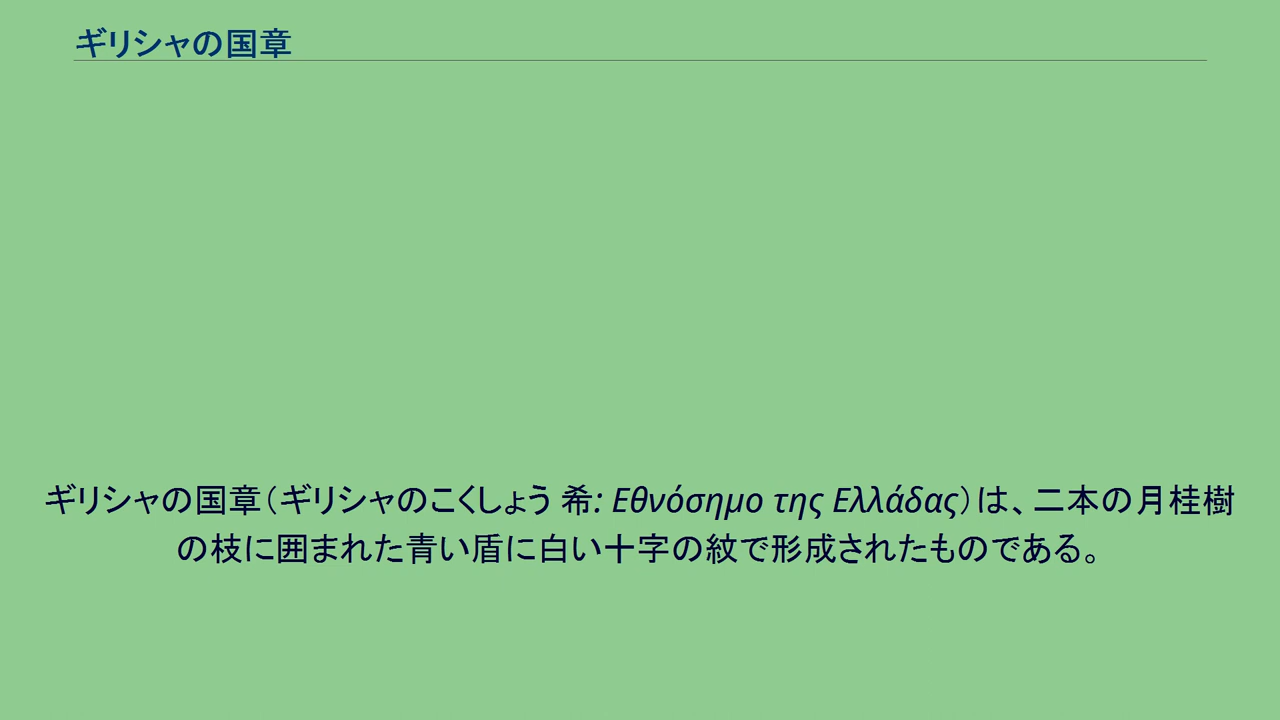 ギリシャの国章
ギリシャの国章（ギリシャのこくしょう 希: Εθνόσημο της Ελλάδας）は、二本の月桂樹
の枝に囲まれた青い盾に白い十字の紋で形成されたものである。